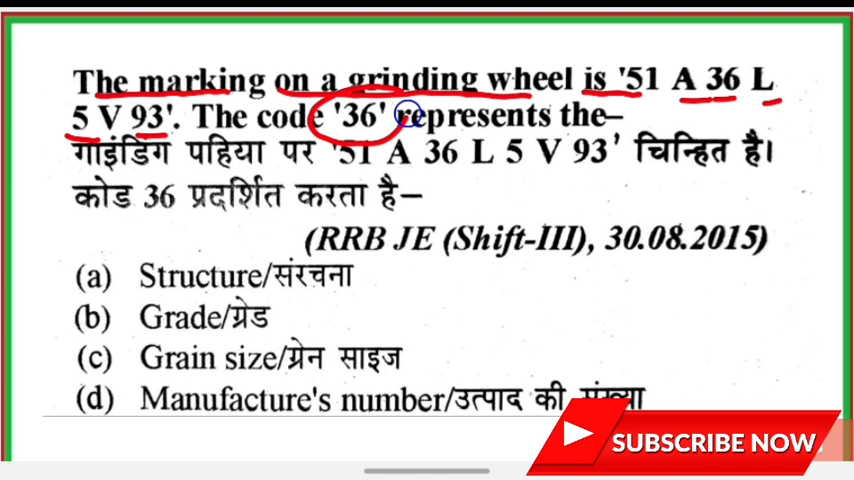 The marking on a grinding wheel is '51 A 36 L
5 V 93'. The code '36' represents the–
गाइंडिंग पहिया पर '51 A 36 L 5 V 93' चिन्हित है।
कोड 36 प्रदर्शित करता है–
(RRB JE (Shift-III), 30.08.2015)
(a) Structure/संरचना
(b) Grade/ग्रेड
(c) Grain size/ग्रेन साइज
(d) Manufacture's number/उत्पाद की संख्या
SUBSCRIBE NOW